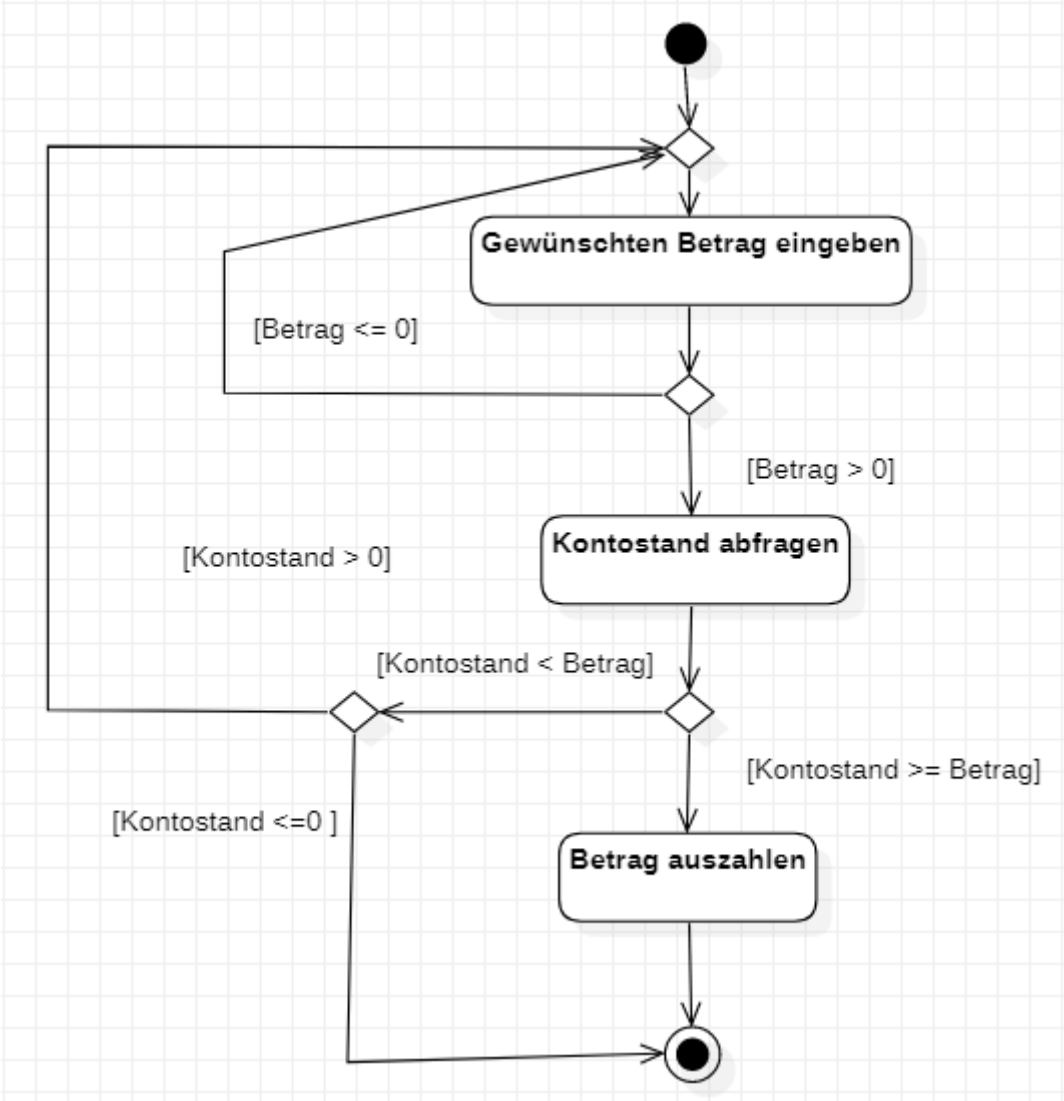 Gewünschten Betrag eingeben
[Betrag <= 0]
[Betrag > 0]
Kontostand abfragen
[Kontostand > 0]
[Kontostand < Betrag]
[Kontostand >= Betrag]
[Kontostand <=0 ]
Betrag auszahlen